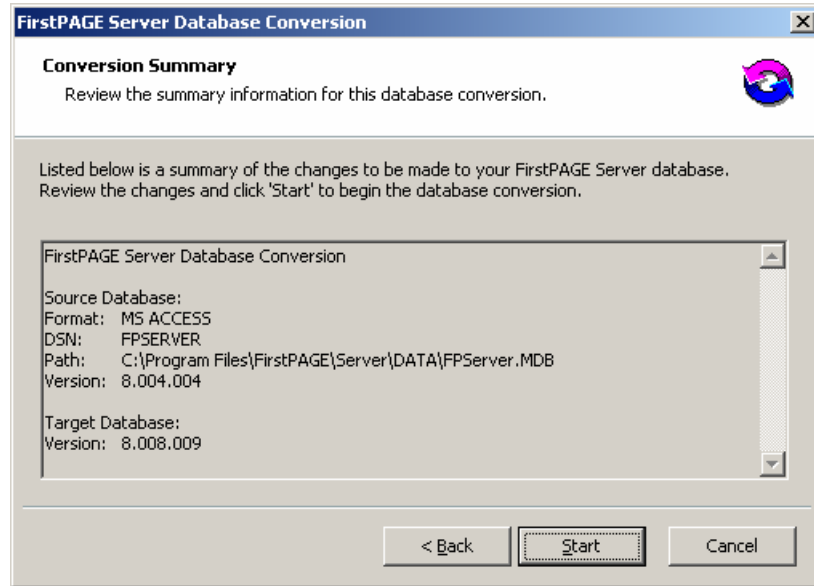 FirstPAGE Server Database Conversion
Conversion Summary
Review the summary information for this database conversion.
Listed below is a summary of the changes to be made to your FirstPAGE Server database.
Review the changes and click 'Start' to begin the database conversion.
FirstPAGE Server Database Conversion
Source Database:
Format: MS ACCESS
DSN: FPSERVER
Path: C:\Program Files\FirstPAGE\Server\DATA\FPServer.MDB
Version: 8.004.004
Target Database:
Version: 8.008.009
< Back Start Cancel